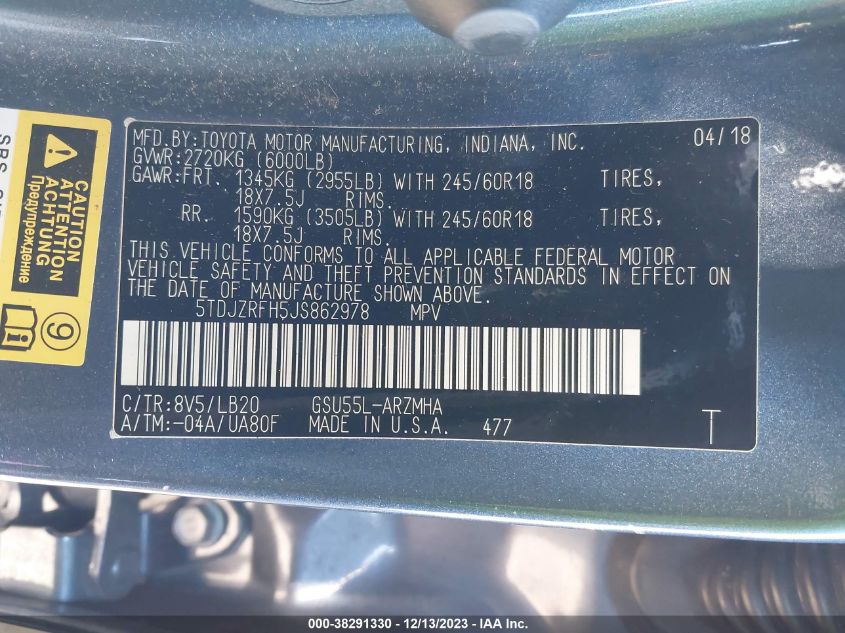 MFD.BY:TOYOTA MOTOR MANUFACTURING, INDIANA, INC. 04/18
GVWR:2720KG (6000LB)
GAWR:FRT. 1345KG (2955LB) WITH 245/60R18 TIRES,
18X7.5J RIMS.
RR. 1590KG (3505LB) WITH 245/60R18 TIRES,
18X7.5J RIMS.
THIS VEHICLE CONFORMS TO ALL APPLICABLE FEDERAL MOTOR
VEHICLE SAFETY AND THEFT PREVENTION STANDARDS IN EFFECT ON
THE DATE OF MANUFACTURE SHOWN ABOVE.
5TDJZRFH5JS862978 MPV
C/TR:8V5/LB20 GSU55L-ARZMHA
A/TM:-04A/UA80F MADE IN U.S.A. 477 T
CAUTION
ATTENTION
ACHTUNG
Предупреждение
9
SRS
000-38291330 - 12/13/2023 - IAA Inc.